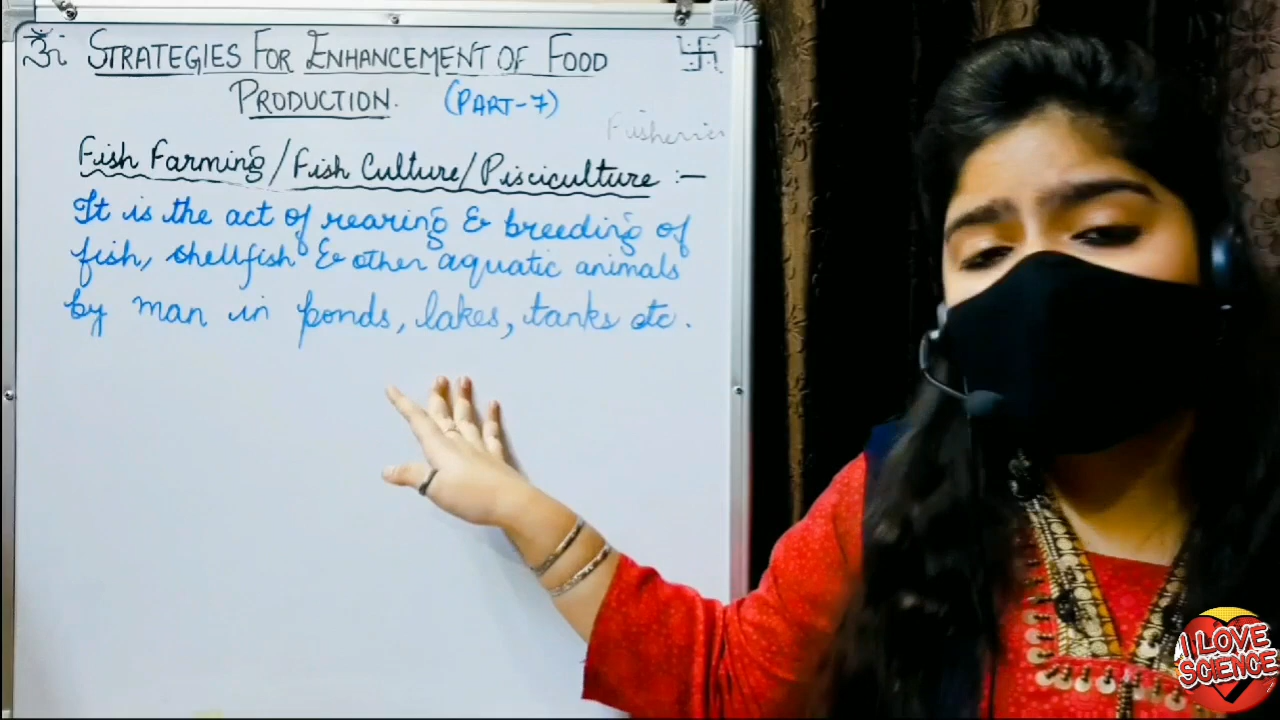 ॐ STRATEGIES FOR ENHANCEMENT OF FOOD 卐
PRODUCTION. (PART-7)
Fisheries
Fish Farming/Fish Culture/Pisciculture :-
It is the act of rearing & breeding of
fish, shellfish & other aquatic animals
by man in ponds, lakes, tanks etc.
I LOVE
SCIENCE